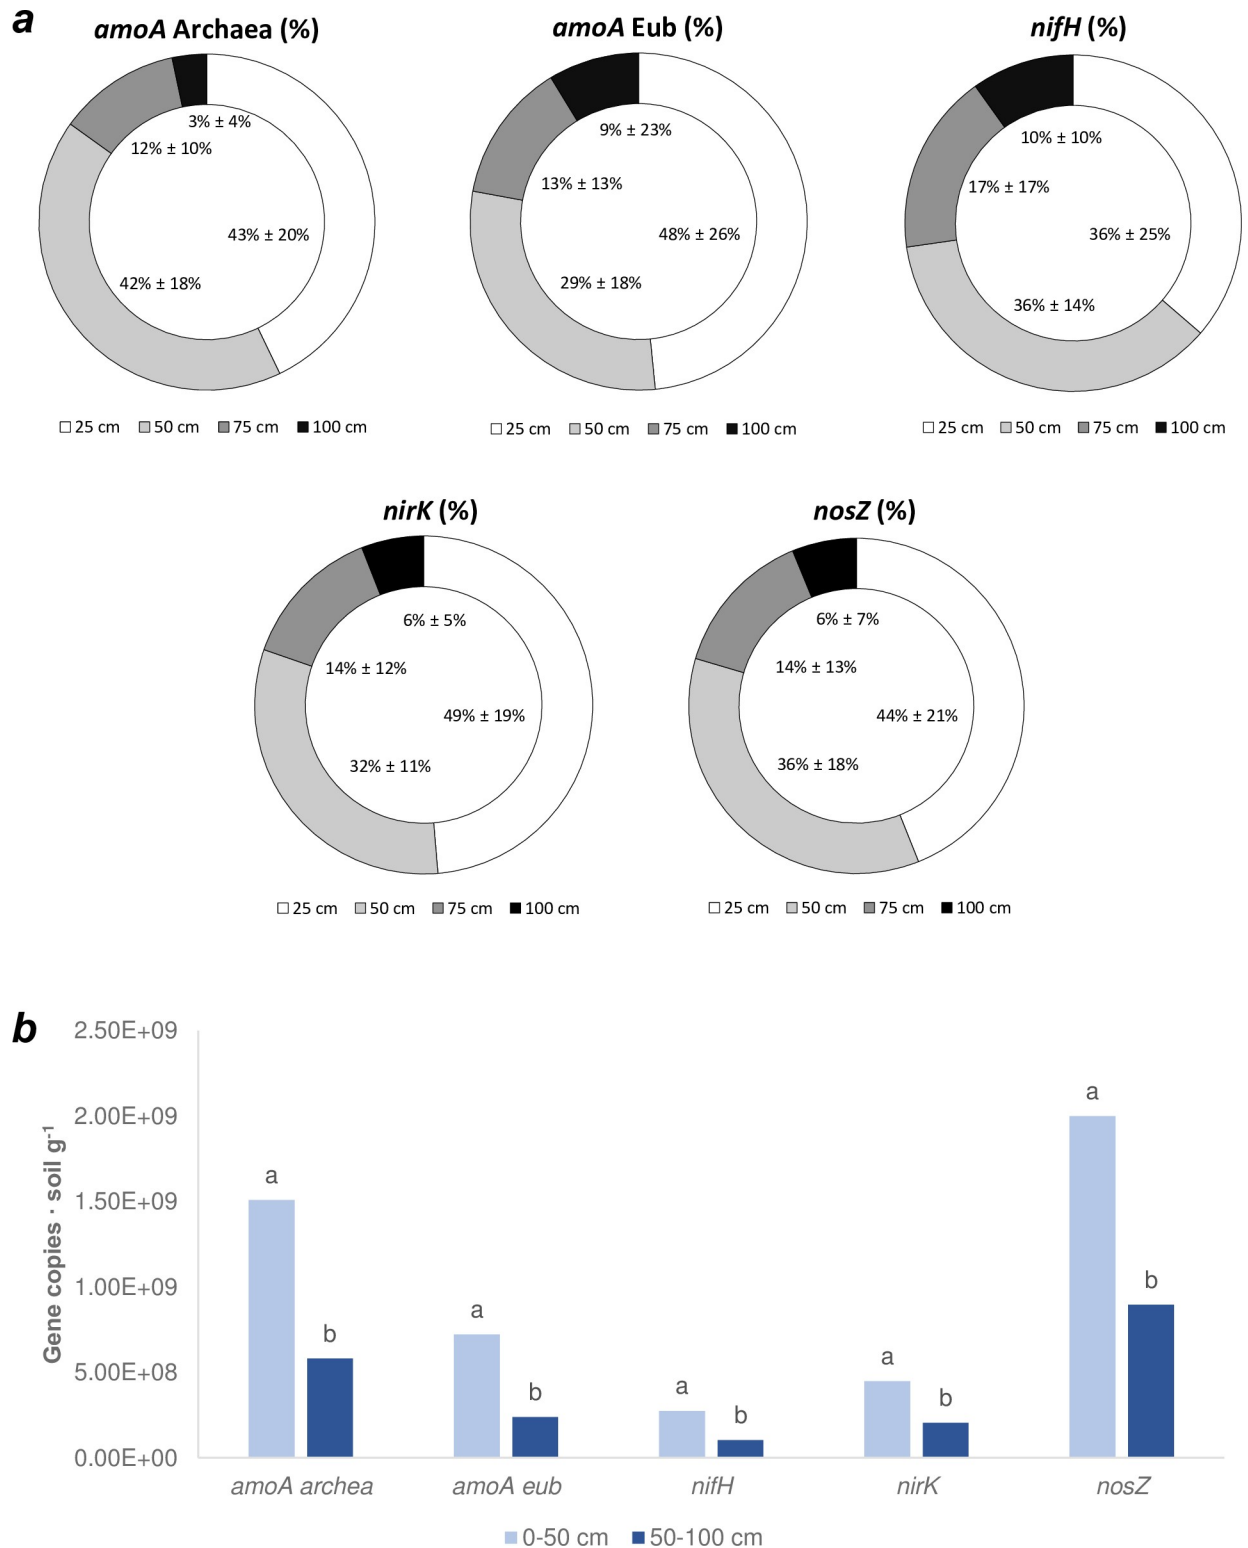 a
amoA Archaea (%)
3% ± 4%
12% ± 10%
43% ± 20%
42% ± 18%
25 cm 50 cm 75 cm 100 cm
amoA Eub (%)
9% ± 23%
13% ± 13%
48% ± 26%
29% ± 18%
25 cm 50 cm 75 cm 100 cm
nifH (%)
10% ± 10%
17% ± 17%
36% ± 25%
36% ± 14%
25 cm 50 cm 75 cm 100 cm
nirK (%)
6% ± 5%
14% ± 12%
49% ± 19%
32% ± 11%
25 cm 50 cm 75 cm 100 cm
nosZ (%)
6% ± 7%
14% ± 13%
44% ± 21%
36% ± 18%
25 cm 50 cm 75 cm 100 cm
b
Gene copies · soil g⁻¹
2.50E+09
2.00E+09
1.50E+09
1.00E+09
5.00E+08
0.00E+00
a
b
a
b
a
b
a
b
a
b
amoA archea
amoA eub
nifH
nirK
nosZ
0-50 cm 50-100 cm